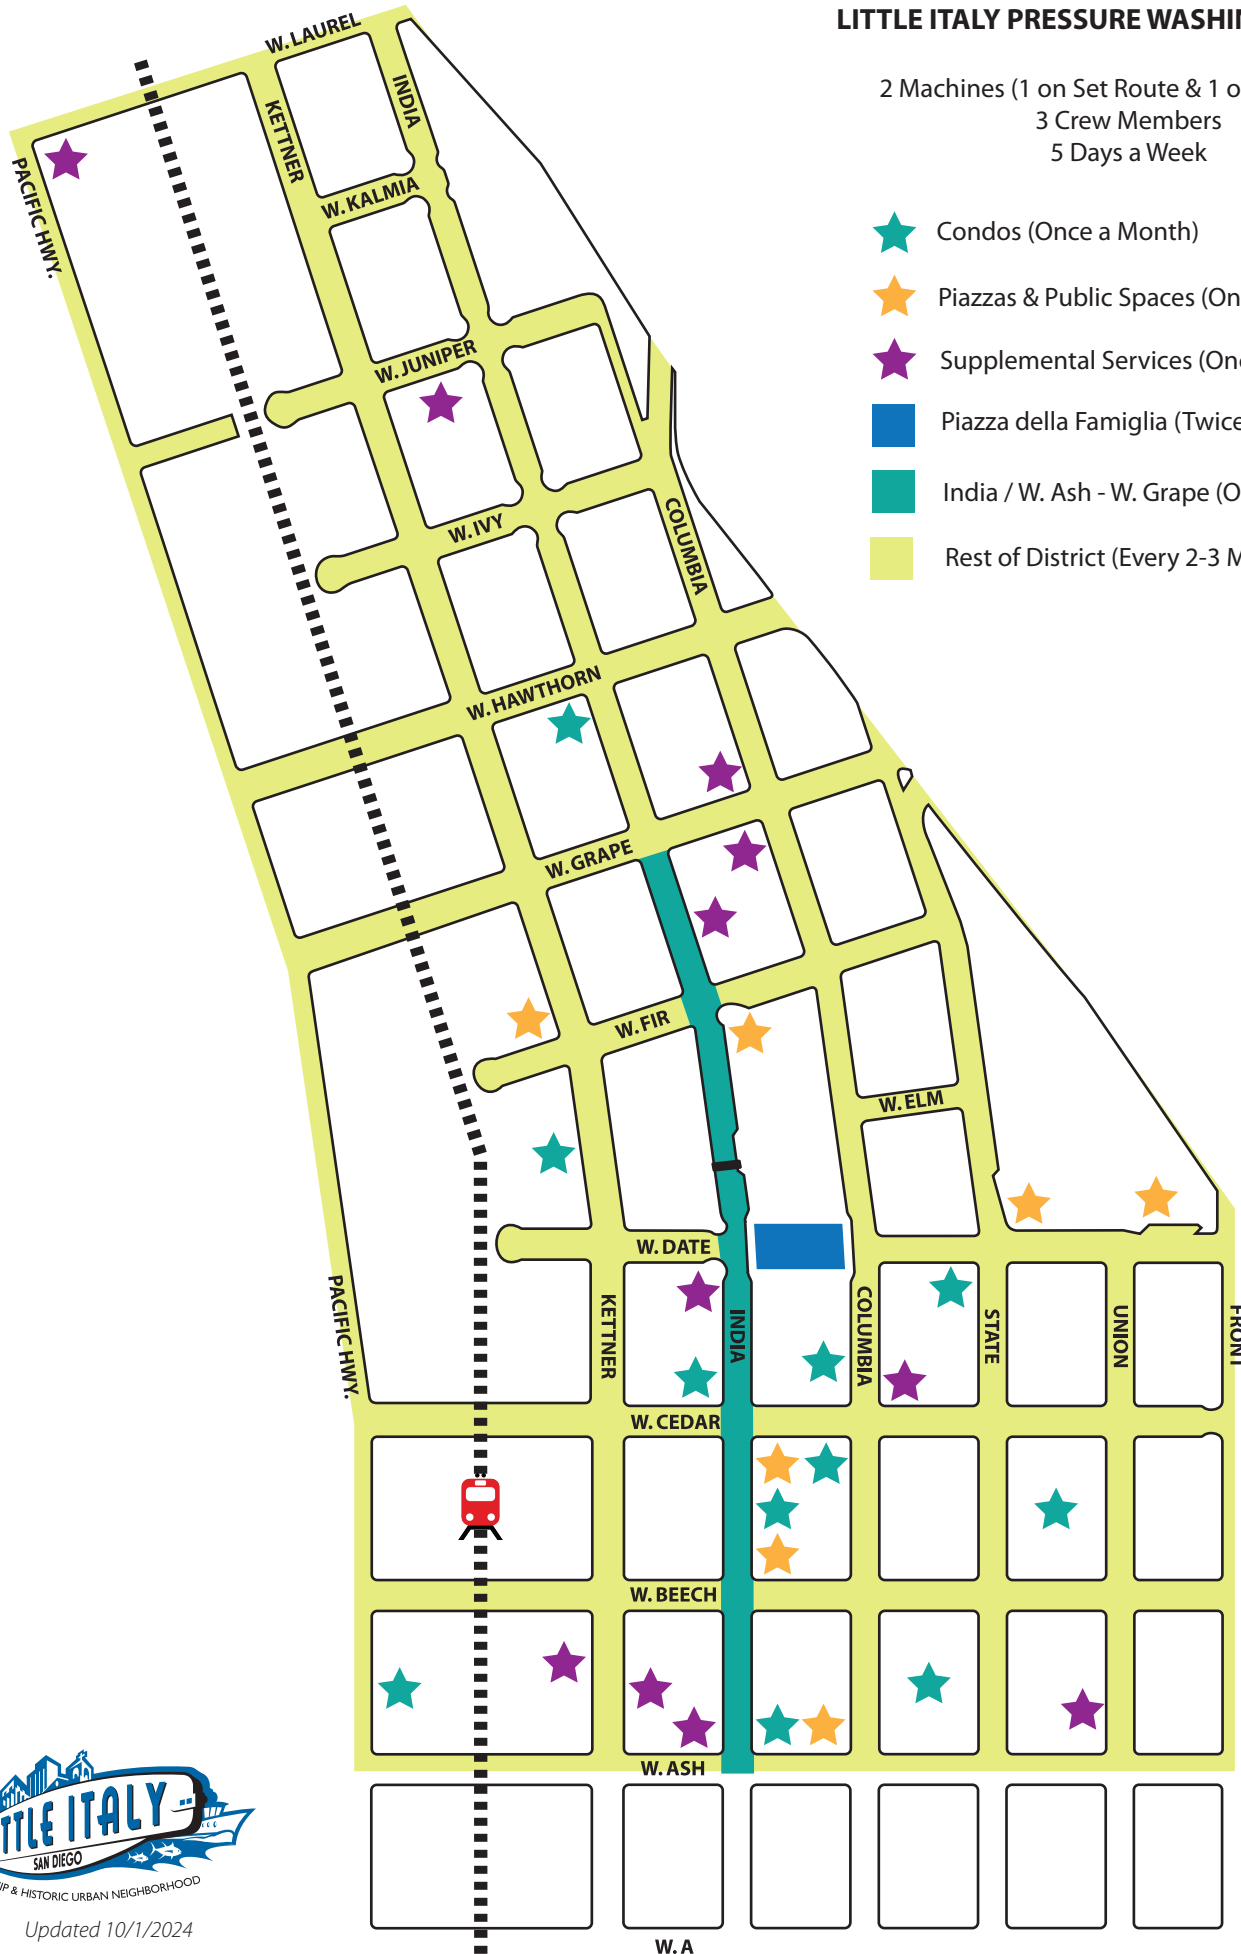 LITTLE ITALY PRESSURE
2 Machines (1 on Set Route & 1
3 Crew Members
5 Days a Week
Condos (Once a Month)
Piazzas & Public Spaces
Supplemental Services
Piazza della Famiglia (Twice
India / W. Ash - W. Grape
Rest of District (Every 2-3
W. LAUREL
INDIA
KETTNER
PACIFIC HWY.
W. KALMIA
W. JUNIPER
W. IVY
COLUMBIA
W. HAWTHORN
W. GRAPE
W. FIR
W. ELM
W. DATE
PACIFIC HWY.
KETTNER
INDIA
COLUMBIA
STATE
UNION
FRONT
W. CEDAR
W. BEECH
W. ASH
W. A
ITALY
SAN DIEGO
& HISTORIC URBAN NEIGHBORHOOD
Updated 10/1/2024